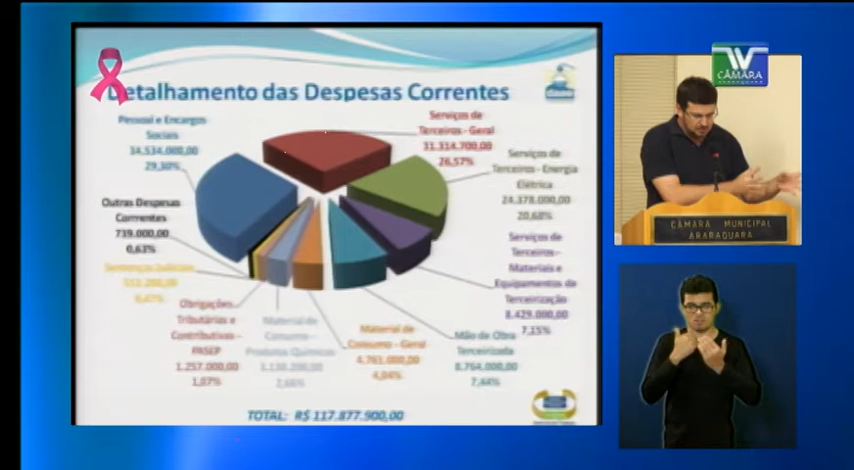 Detalhamento das Despesas Correntes
Pessoal e Encargos
Sociais
34.534.000,00
29,30%
Serviços de
Terceiros - Geral
31.314.700,00
26,57%
Serviços de
Terceiros - Energia
Elétrica
24.378.000,00
20,68%
Serviços de
Terceiros -
Materiais e
Equipamentos de
Terceirização
8.429.000,00
7,15%
Mão de Obra
Terceirizada
8.764.000,00
7,44%
Material de
Consumo - Geral
4.761.000,00
4,04%
Material de
Consumo -
Produtos Químicos
2,66%
Obrigações
Tributárias e
Contributivas -
PASEP
1.257.000,00
1,07%
Sentenças Judiciais
Outras Despesas
Correntes
739.000,00
0,63%
TOTAL: R$ 117.877.900,00
TV
CÂMARA
CÂMARA MUNICIPAL
ARARAQUARA